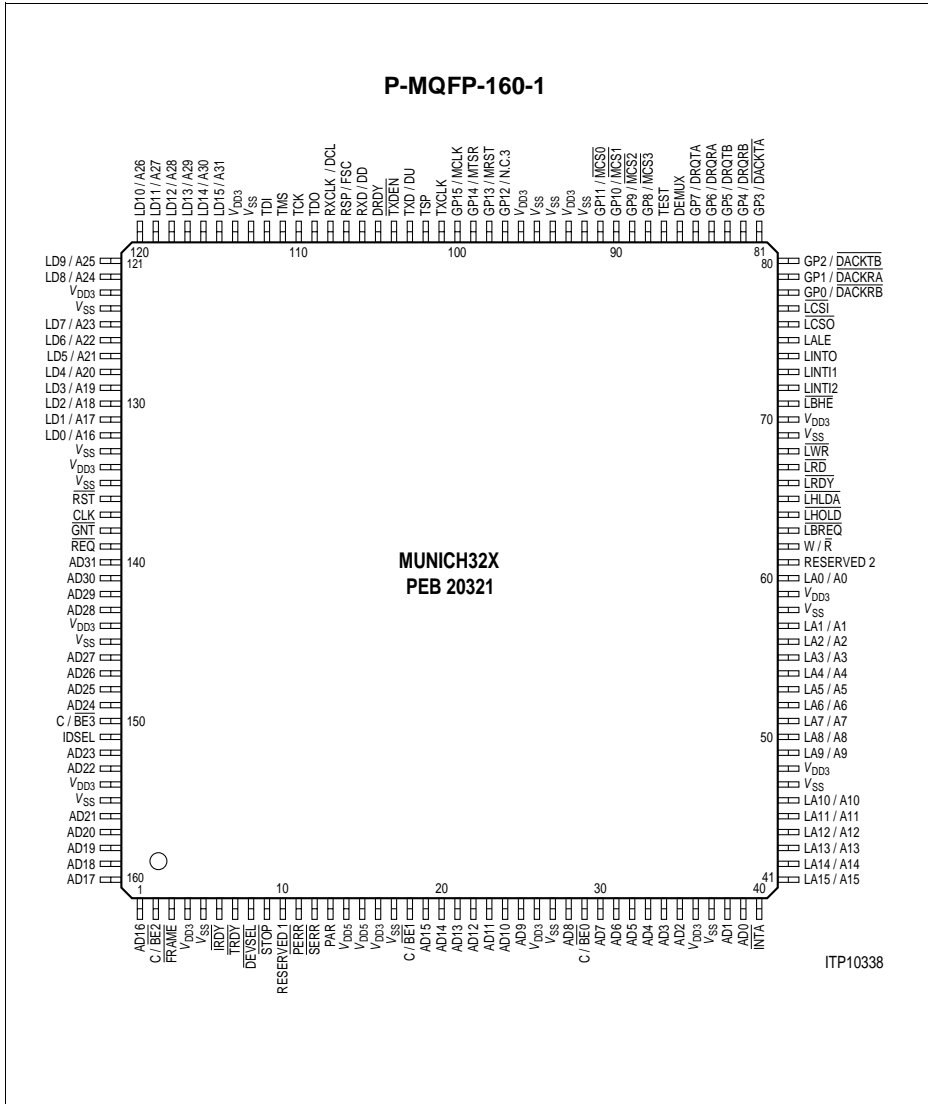 P-MQFP-160-1
LD10 / A26
LD11 / A27
LD12 / A28
LD13 / A29
LD14 / A30
LD15 / A31
VDD3
VSS
TDI
TMS
TCK
TDO
RXCLK / DCL
RSP / FSC
RXD / DD
DRDY
TXDEN
TXD / DU
TSP
TXCLK
GP15 / MCLK
GP14 / MTSR
GP13 / MRST
GP12 / N.C.3
VDD3
VSS
VSS
VDD3
VSS
GP11 / MCS0
GP10 / MCS1
GP9 / MCS2
GP8 / MCS3
TEST
DEMUX
GP7 / DRQTA
GP6 / DRQRA
GP5 / DRQTB
GP4 / DRQRB
GP3 / DACKTA
120
110
100
90
81
LD9 / A25
121
LD8 / A24
VDD3
VSS
LD7 / A23
LD6 / A22
LD5 / A21
LD4 / A20
LD3 / A19
LD2 / A18
130
LD1 / A17
LD0 / A16
VSS
VDD3
VSS
RST
CLK
GNT
REQ
AD31
140
AD30
AD29
AD28
VDD3
VSS
AD27
AD26
AD25
AD24
C / BE3
150
IDSEL
AD23
AD22
VDD3
VSS
AD21
AD20
AD19
AD18
AD17
160
MUNICH32X
PEB 20321
80
GP2 / DACKTB
GP1 / DACKRA
GP0 / DACKRB
LCSI
LCSO
LALE
LINTO
LINTI1
LINTI2
LBHE
70
VDD3
VSS
LWR
LRD
LRDY
LHLDA
LHOLD
LBREQ
W / R
RESERVED 2
60
LA0 / A0
VDD3
VSS
LA1 / A1
LA2 / A2
LA3 / A3
LA4 / A4
LA5 / A5
LA6 / A6
LA7 / A7
50
LA8 / A8
LA9 / A9
VDD3
VSS
LA10 / A10
LA11 / A11
LA12 / A12
LA13 / A13
LA14 / A14
41
LA15 / A15
1
10
20
30
40
AD16
C / BE2
FRAME
VDD3
VSS
IRDY
TRDY
DEVSEL
STOP
RESERVED 1
PERR
SERR
PAR
VDD5
VDD5
VDD3
VSS
C / BE1
AD15
AD14
AD13
AD12
AD11
AD10
AD9
VDD3
VSS
AD8
C / BE0
AD7
AD6
AD5
AD4
AD3
AD2
VDD3
VSS
AD1
AD0
INTA
ITP10338